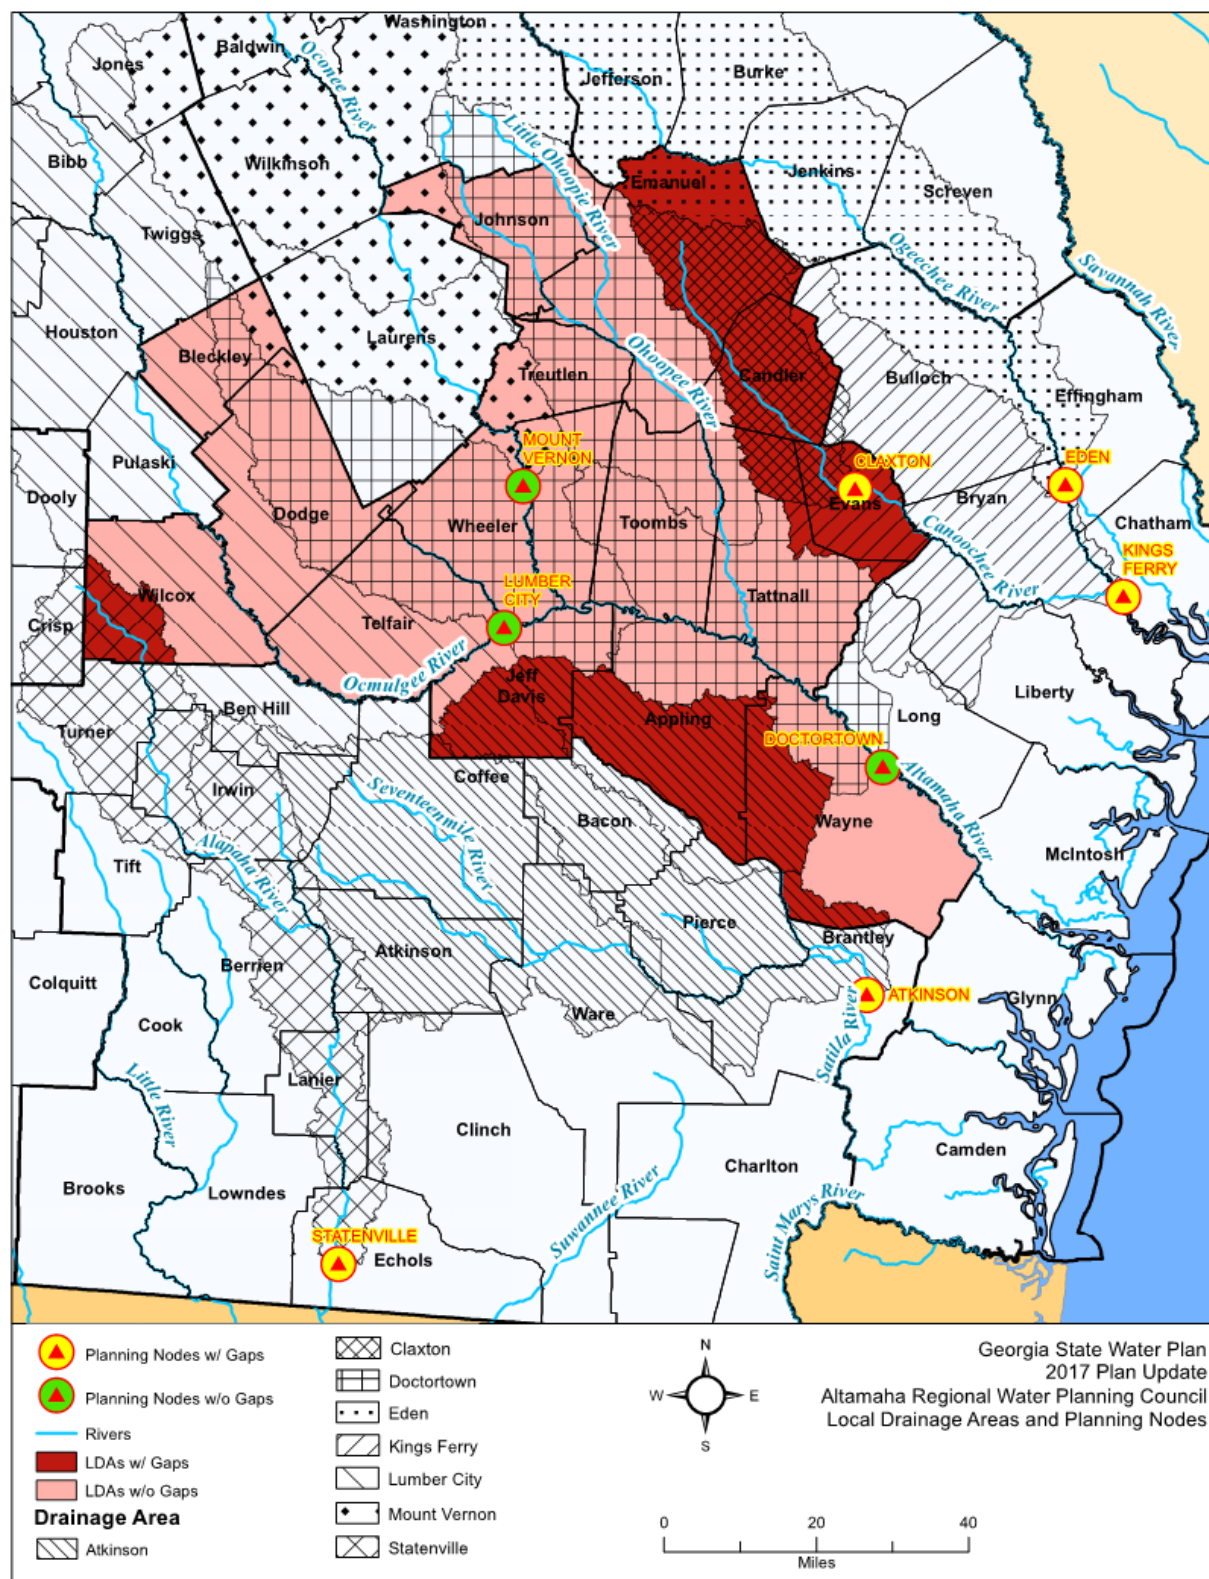 Washington
Baldwin
Jones
Oconee River
Jefferson
Burke
Little Ohoopie River
Bibb
Wilkinson
Emanuel
Jenkins
Screven
Johnson
Twiggs
Ogeechee River
Savannah River
Houston
Laurens
Bleckley
Ohoopee River
Treutlen
Candler
Bulloch
Effingham
MOUNT
VERNON
CLAXTON
EDEN
Pulaski
Dooly
Dodge
Wheeler
Toombs
Evans
Bryan
Chatham
Canoochee River
KINGS
FERRY
LUMBER
CITY
Wilcox
Tattnall
Crisp
Telfair
Ocmulgee River
Jeff
Davis
Liberty
Ben Hill
Appling
Long
Turner
DOCTORTOWN
Coffee
Altamaha River
Irwin
Seventeenmile River
Bacon
Wayne
McIntosh
Tift
Alapaha River
Pierce
Brantley
Atkinson
Berrien
Colquitt
ATKINSON
Glynn
Cook
Ware
Satilla River
Lanier
Little River
Clinch
Camden
Charlton
Brooks
Lowndes
Suwannee River
Saint Marys River
STATENVILLE
Echols
Planning Nodes w/ Gaps
Planning Nodes w/o Gaps
Rivers
LDAs w/ Gaps
LDAs w/o Gaps
Drainage Area
Atkinson
Claxton
Doctortown
Eden
Kings Ferry
Lumber City
Mount Vernon
Statenville
N
W E
S
Georgia State Water Plan
2017 Plan Update
Altamaha Regional Water Planning Council
Local Drainage Areas and Planning Nodes
0 20 40
Miles